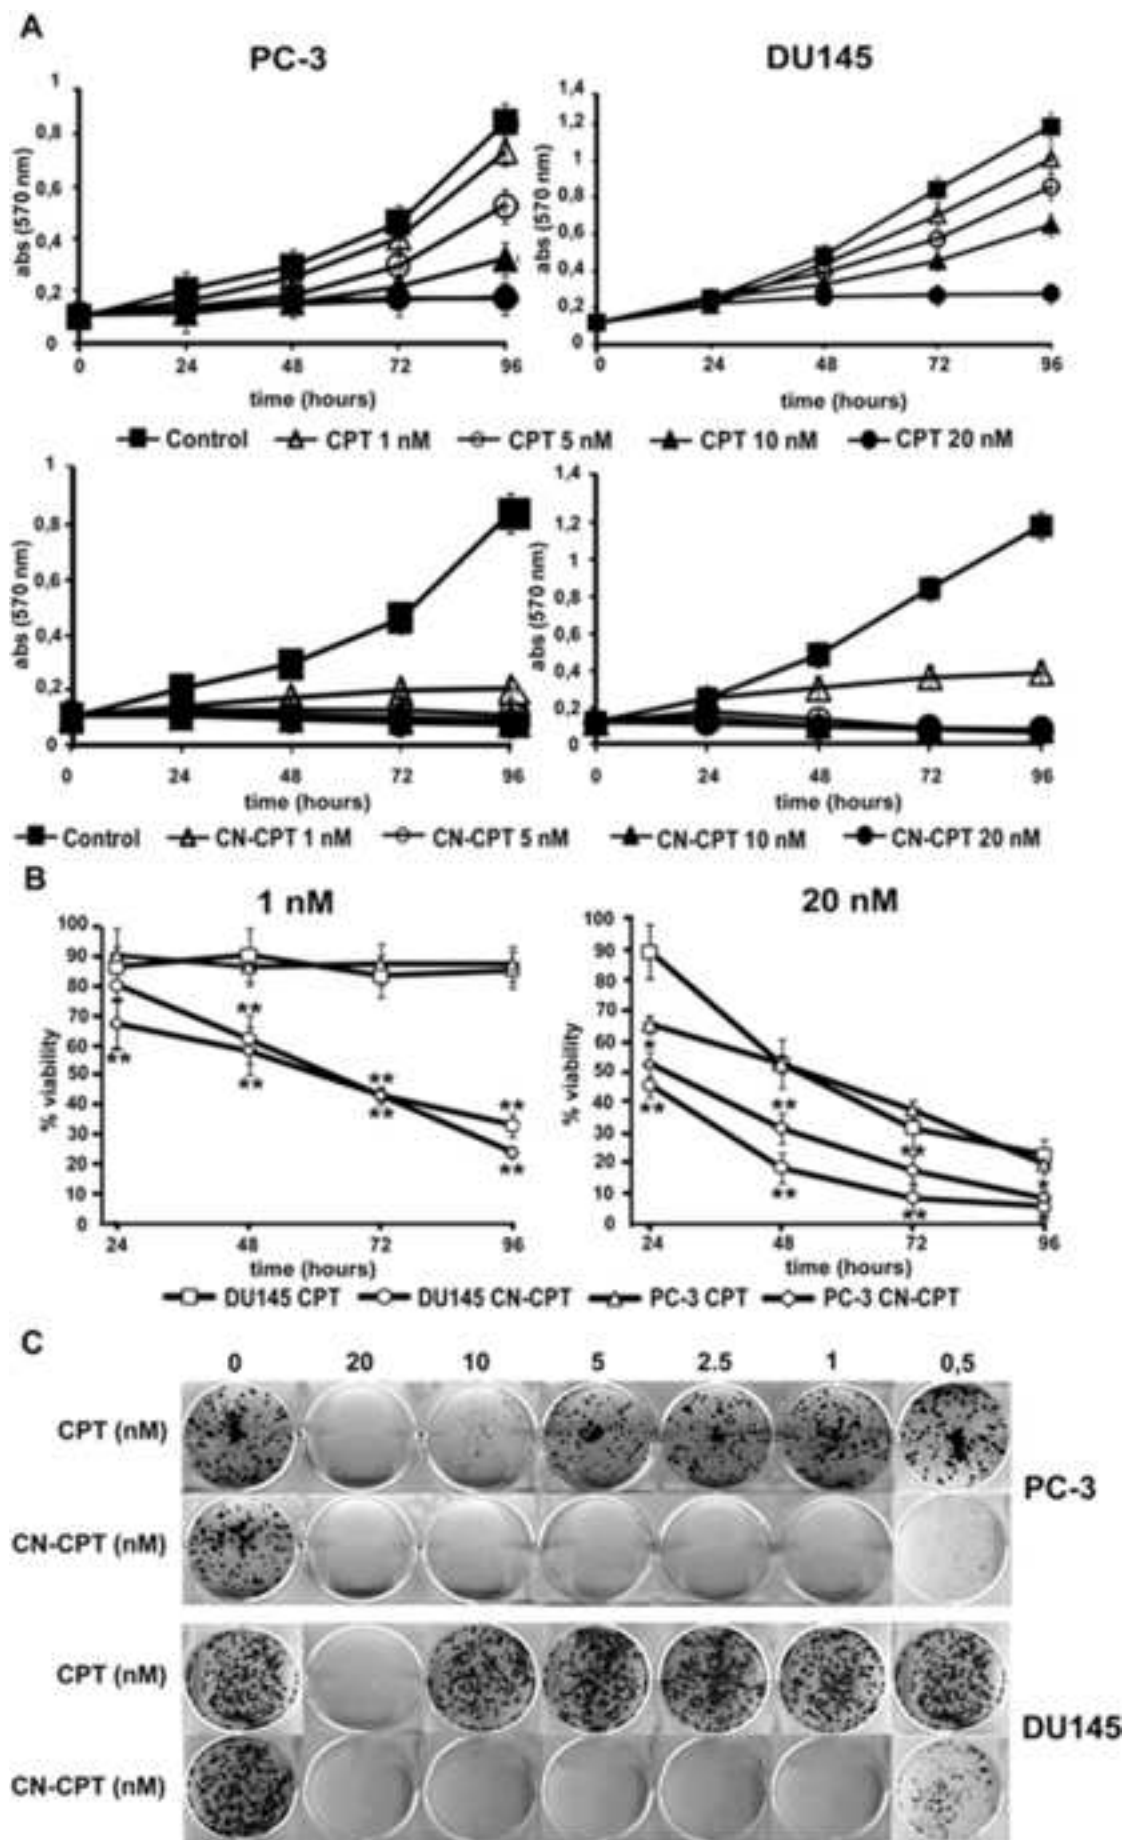 A
PC-3 DU145
1 1,4
0,8 1,2
0,6 1
0,4 0,8
0,2 0,6
0 0,4
0,2
0
abs (570 nm) abs (570 nm)
0 24 48 72 96 0 24 48 72 96
time (hours) time (hours)
Control CPT 1 nM CPT 5 nM CPT 10 nM CPT 20 nM
1 1,4
0,8 1,2
0,6 1
0,4 0,8
0,2 0,6
0 0,4
0,2
0
abs (570 nm) abs (570 nm)
0 24 48 72 96 0 24 48 72 96
time (hours) time (hours)
Control CN-CPT 1 nM CN-CPT 5 nM CN-CPT 10 nM CN-CPT 20 nM
B
1 nM 20 nM
100 100
90 90
80 80
70 70
60 60
50 50
40 40
30 30
20 20
10 10
0 0
% viability % viability
* ** ** ** ** ** ** ** * ** ** ** ** ** * *
24 48 72 96 24 48 72 96
time (hours) time (hours)
DU145 CPT DU145 CN-CPT PC-3 CPT PC-3 CN-CPT
C
0 20 10 5 2.5 1 0,5
CPT (nM)
PC-3
CN-CPT (nM)
CPT (nM)
DU145
CN-CPT (nM)